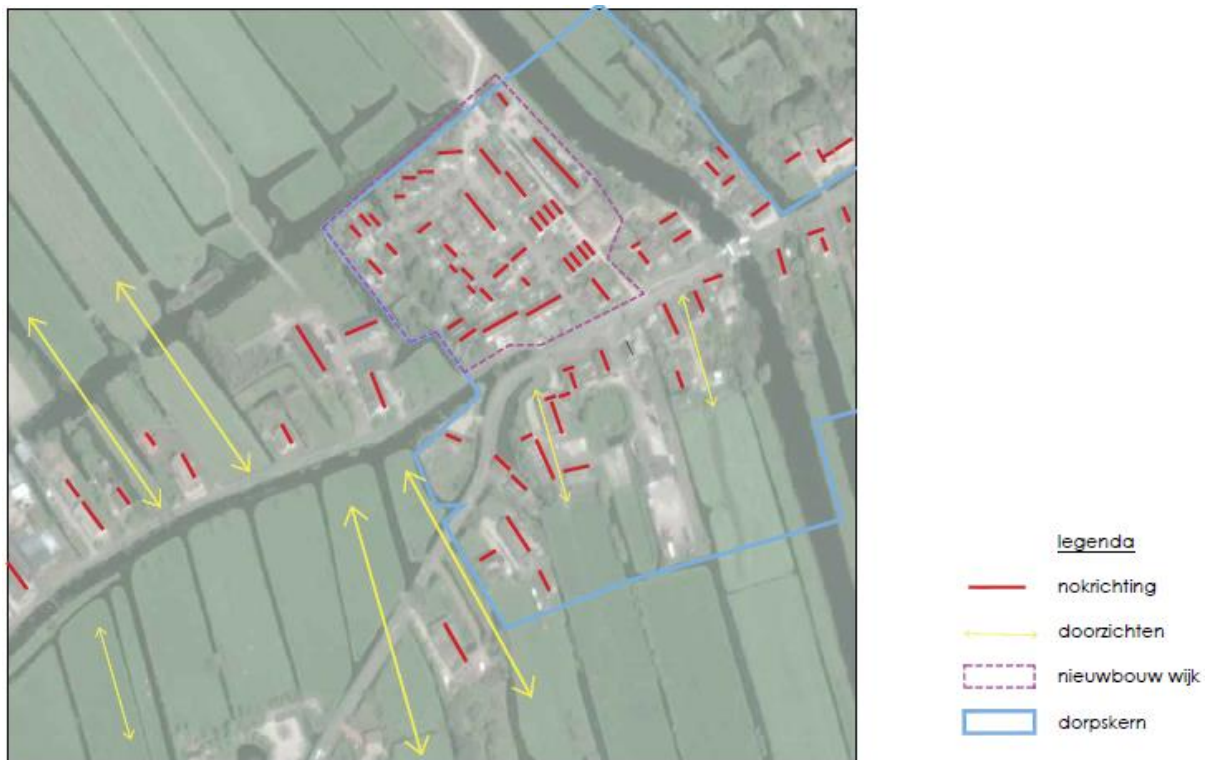 legenda
nokrichting
doorzichten
nieuwbouw wijk
dorpskern